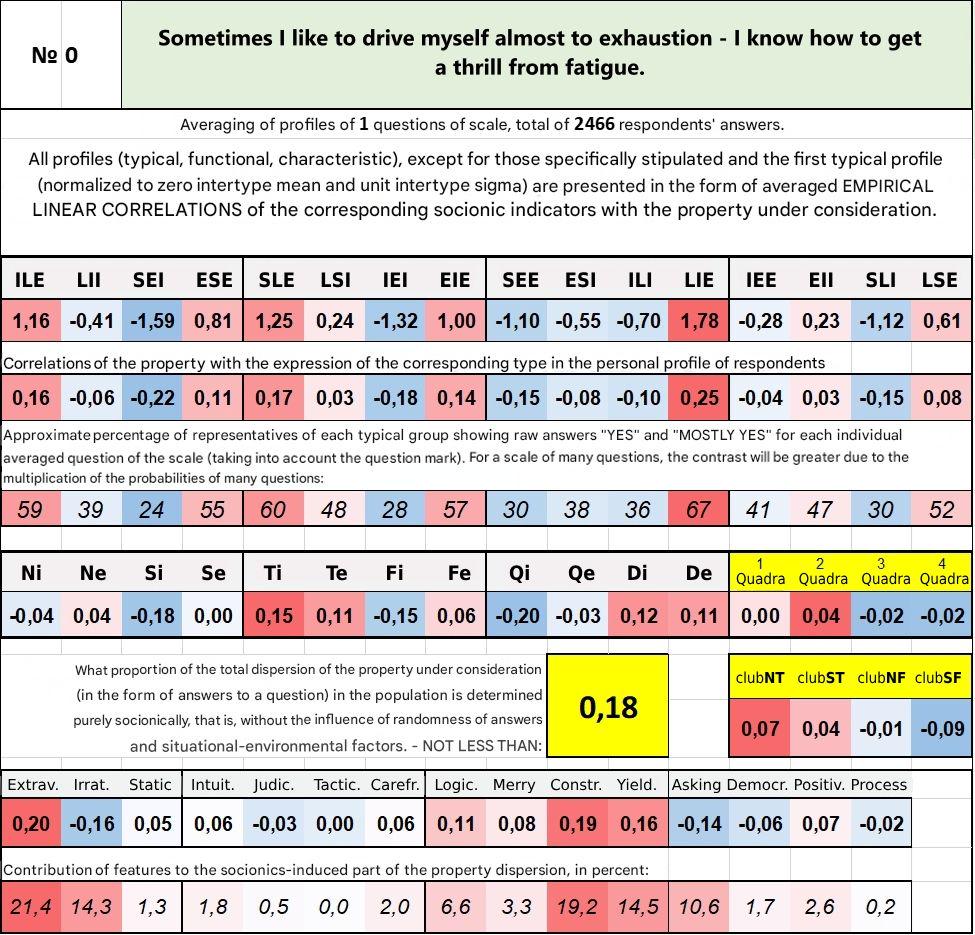 № 0
Sometimes I like to drive myself almost to exhaustion - I know how to get
a thrill from fatigue.
Averaging of profiles of 1 questions of scale, total of 2466 respondents' answers.
All profiles (typical, functional, characteristic), except for those specifically stipulated and the first typical profile
(normalized to zero intertype mean and unit intertype sigma) are presented in the form of averaged EMPIRICAL
LINEAR CORRELATIONS of the corresponding socionic indicators with the property under consideration.
ILE LII SEI ESE SLE LSI IEI EIE SEE ESI ILI LIE IEE EII SLI LSE
1,16 -0,41 -1,59 0,81 1,25 0,24 -1,32 1,00 -1,10 -0,55 -0,70 1,78 -0,28 0,23 -1,12 0,61
Correlations of the property with the expression of the corresponding type in the personal profile of respondents
0,16 -0,06 -0,22 0,11 0,17 0,03 -0,18 0,14 -0,15 -0,08 -0,10 0,25 -0,04 0,03 -0,15 0,08
Approximate percentage of representatives of each typical group showing raw answers "YES" and "MOSTLY YES" for each individual
averaged question of the scale (taking into account the question mark). For a scale of many questions, the contrast will be greater due to the
multiplication of the probabilities of many questions:
59 39 24 55 60 48 28 57 30 38 36 67 41 47 30 52
Ni Ne Si Se Ti Te Fi Fe Qi Qe Di De 1 2 3 4
Quadra Quadra Quadra Quadra
-0,04 0,04 -0,18 0,00 0,15 0,11 -0,15 0,06 -0,20 -0,03 0,12 0,11 0,00 0,04 -0,02 -0,02
What proportion of the total dispersion of the property under consideration
(in the form of answers to a question) in the population is determined
purely socionically, that is, without the influence of randomness of answers
and situational-environmental factors. - NOT LESS THAN:
0,18
clubNT clubST clubNF clubSF
0,07 0,04 -0,01 -0,09
Extrav. Irrat. Static Intuit. Judic. Tactic. Carefr. Logic. Merry Constr. Yield. Asking Democr. Positiv. Process
0,20 -0,16 0,05 0,06 -0,03 0,00 0,06 0,11 0,08 0,19 0,16 -0,14 -0,06 0,07 -0,02
Contribution of features to the socionics-induced part of the property dispersion, in percent:
21,4 14,3 1,3 1,8 0,5 0,0 2,0 6,6 3,3 19,2 14,5 10,6 1,7 2,6 0,2